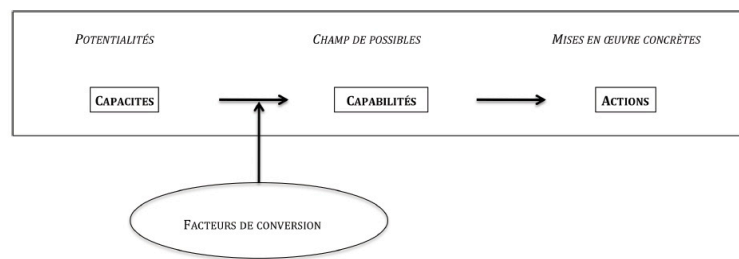 POTENTIALITÉS CHAMP DE POSSIBLES MISES EN ŒUVRE CONCRÈTES
CAPACITES CAPABILITÉS ACTIONS
FACTEURS DE CONVERSION